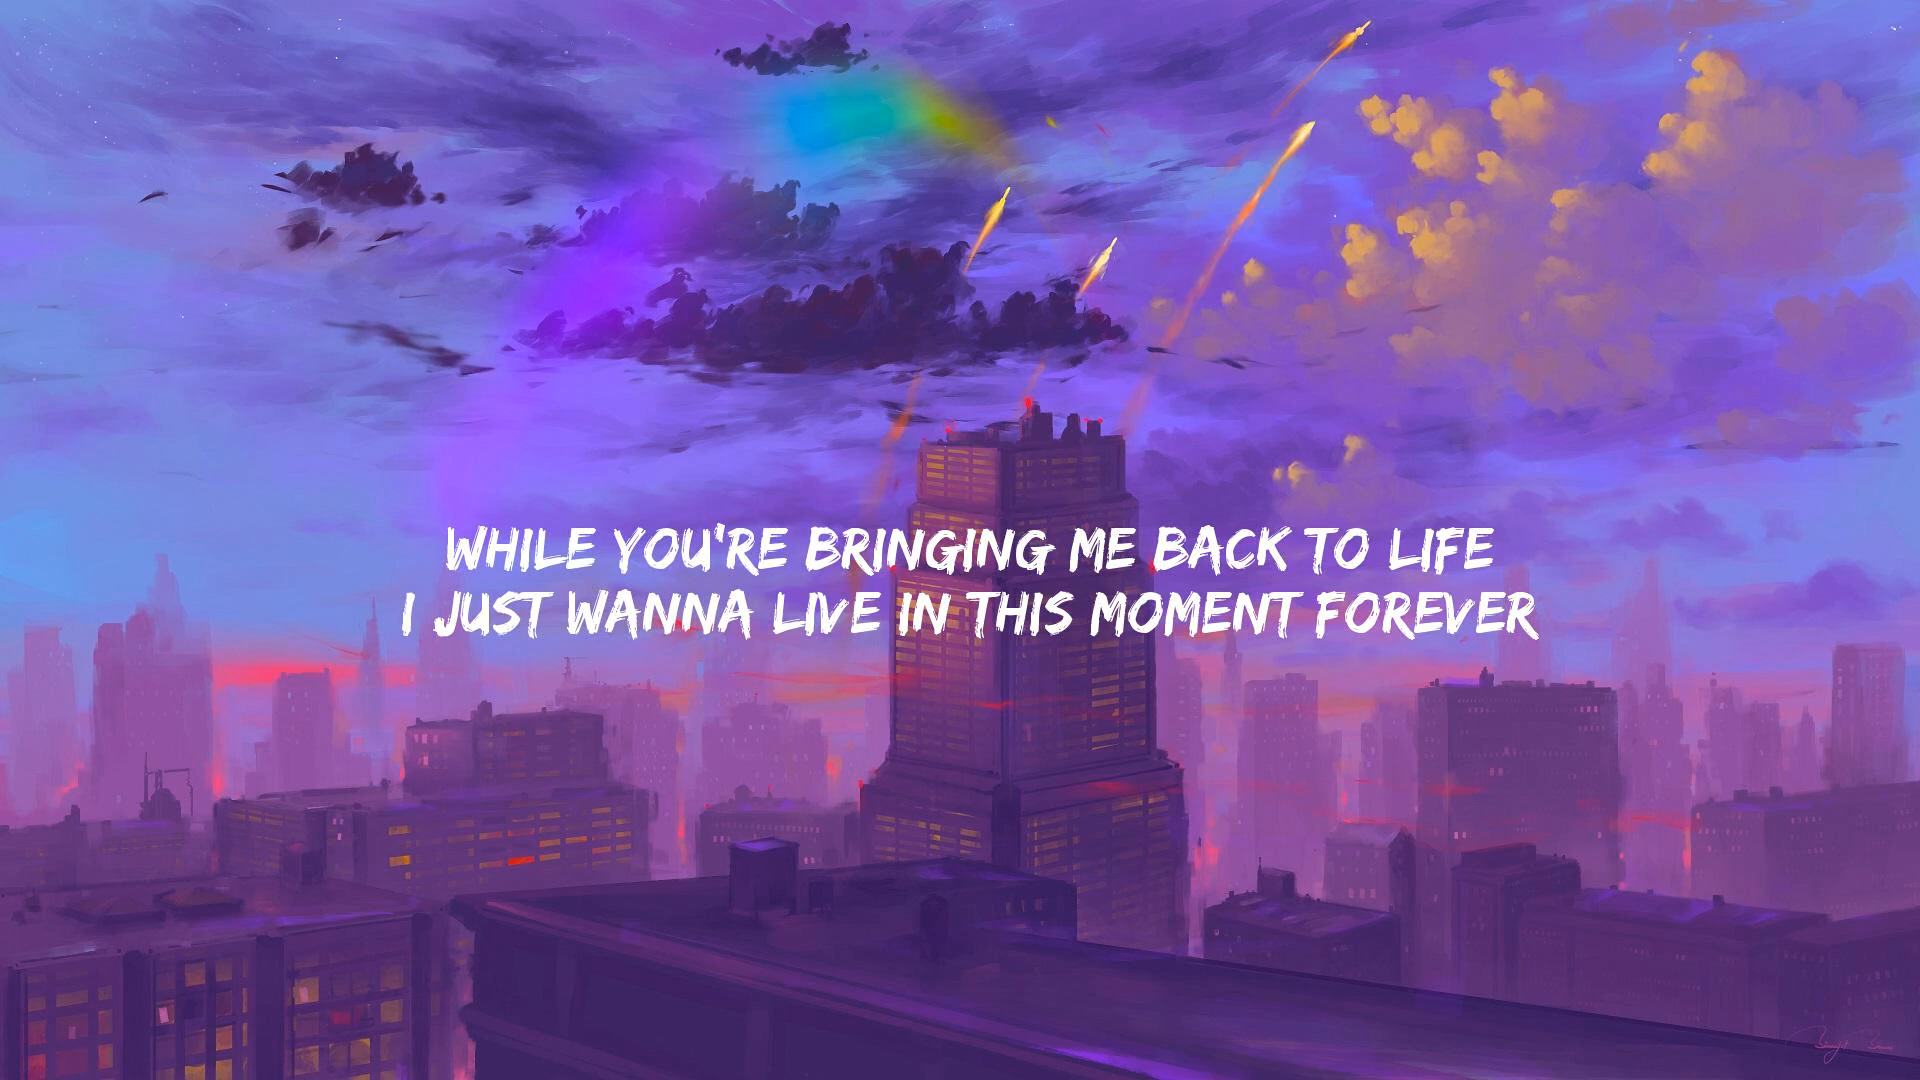 WHILE YOU'RE BRINGING ME BACK TO LIFE
I JUST WANNA LIVE IN THIS MOMENT FOREVER